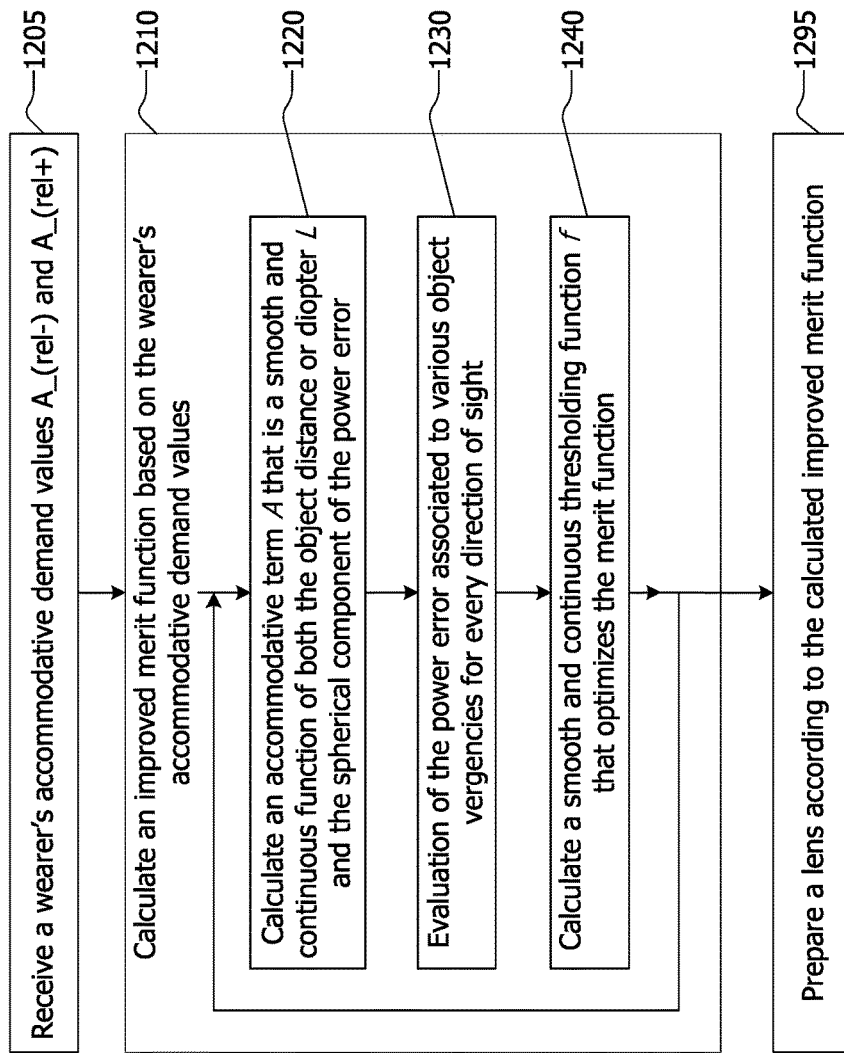 Receive a wearer's accommodative demand values A_(rel-) and A_(rel+)
1205
Calculate an improved merit function based on the wearer's
accommodative demand values
1210
Calculate an accommodative term A that is a smooth and
continuous function of both the object distance or diopter L
and the spherical component of the power error
1220
Evaluation of the power error associated to various object
vergencies for every direction of sight
1230
Calculate a smooth and continuous thresholding function f
that optimizes the merit function
1240
Prepare a lens according to the calculated improved merit function
1295